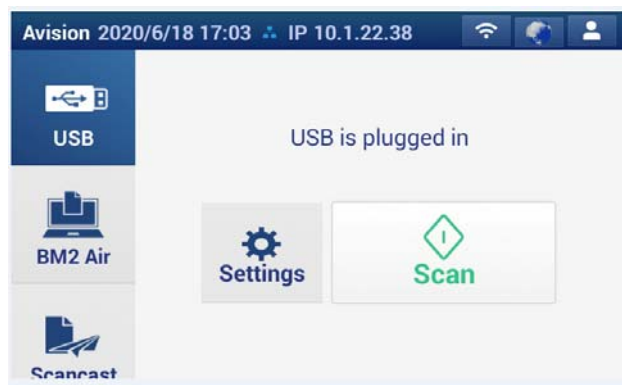 Avision 2020/6/18 17:03 IP 10.1.22.38
USB
USB is plugged in
BM2 Air
Settings
Scan
Scancast